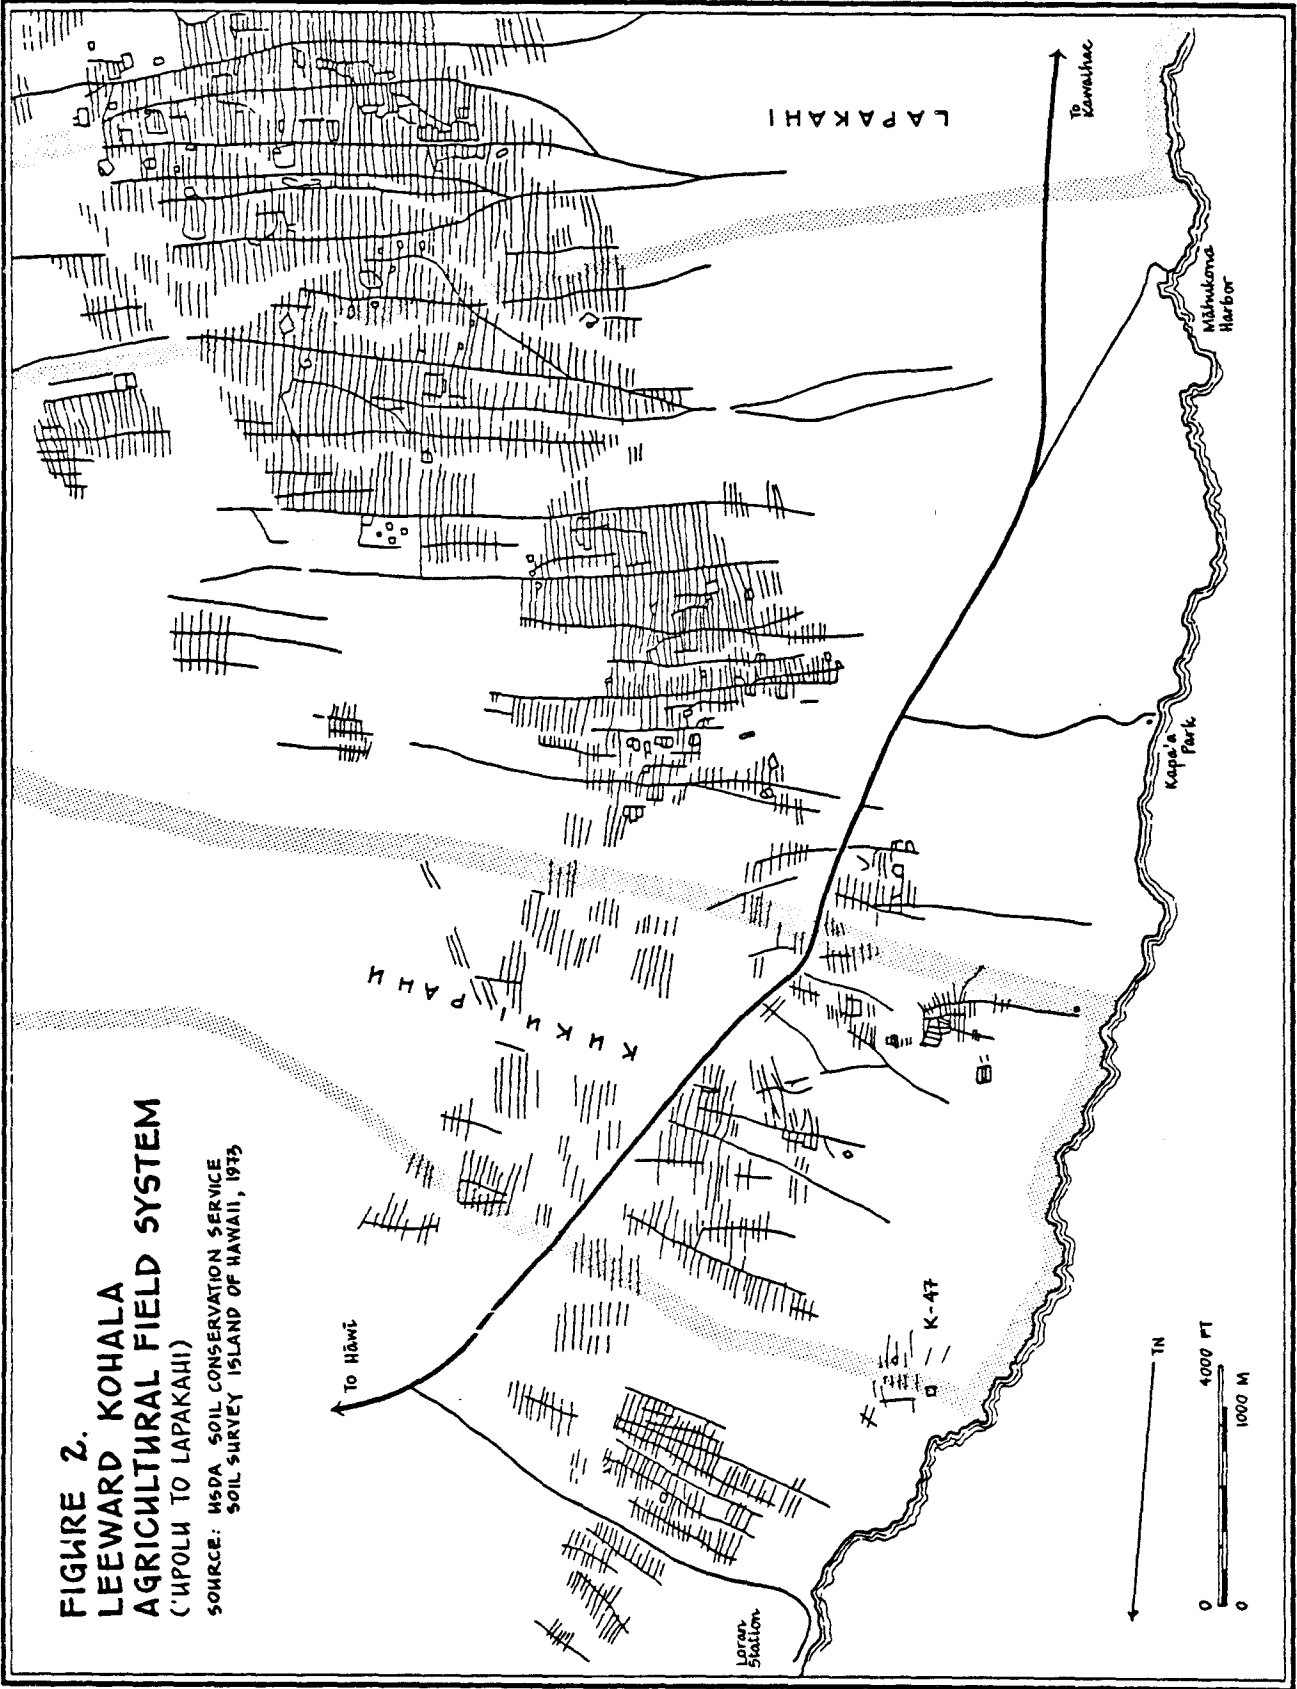 FIGURE 2.
LEEWARD KOHALA
AGRICULTURAL FIELD SYSTEM
('UPOLU TO LAPAKAHI)
SOURCE: USDA SOIL CONSERVATION SERVICE
SOIL SURVEY ISLAND OF HAWAII, 1973
To Hāwi
Loran
Station
K-47
KUKUIPAHU
LAPAKAHI
To
Kawaihae
Māhukona
Harbor
Kapa'a
Park
TN
0 4000 FT
0 1000 M